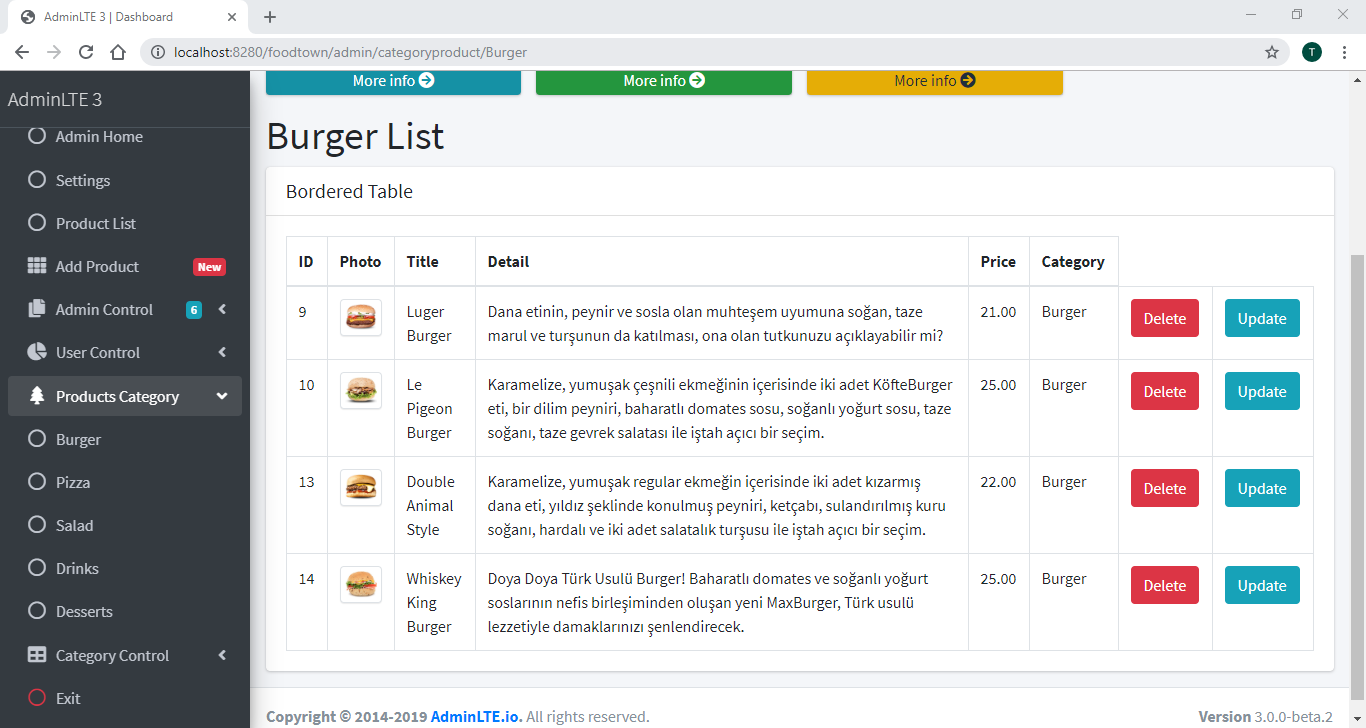 AdminLTE 3 | Dashboard
localhost:8280/foodtown/admin/categoryproduct/Burger
T
AdminLTE 3
Admin Home
Settings
Product List
Add Product New
Admin Control 6
User Control
Products Category
Burger
Pizza
Salad
Drinks
Desserts
Category Control
Exit
More info More info More info
Burger List
Bordered Table
ID Photo Title Detail Price Category
9 Luger Dana etinin, peynir ve sosla olan muhteşem uyumuna soğan, taze 21.00 Burger Delete Update
Burger marul ve turşunun da katılması, ona olan tutkunuzu açıklayabilir mi?
10 Le Karamelize, yumuşak çeşnili ekmeğinin içerisinde iki adet KöfteBurger 25.00 Burger Delete Update
Pigeon eti, bir dilim peyniri, baharatlı domates sosu, soğanlı yoğurt sosu, taze
Burger soğanı, taze gevrek salatası ile iştah açıcı bir seçim.
13 Double Karamelize, yumuşak regular ekmeğin içerisinde iki adet kızarmış 22.00 Burger Delete Update
Animal dana eti, yıldız şeklinde konulmuş peyniri, ketçabı, sulandırılmış kuru
Style soğanı, hardalı ve iki adet salatalık turşusu ile iştah açıcı bir seçim.
14 Whiskey Doya Doya Türk Usulü Burger! Baharatlı domates ve soğanlı yoğurt 25.00 Burger Delete Update
King soslarının nefis birleşiminden oluşan yeni MaxBurger, Türk usulü
Burger lezzetiyle damaklarınızı şenlendirecek.
Copyright © 2014-2019 AdminLTE.io. All rights reserved. Version 3.0.0-beta.2